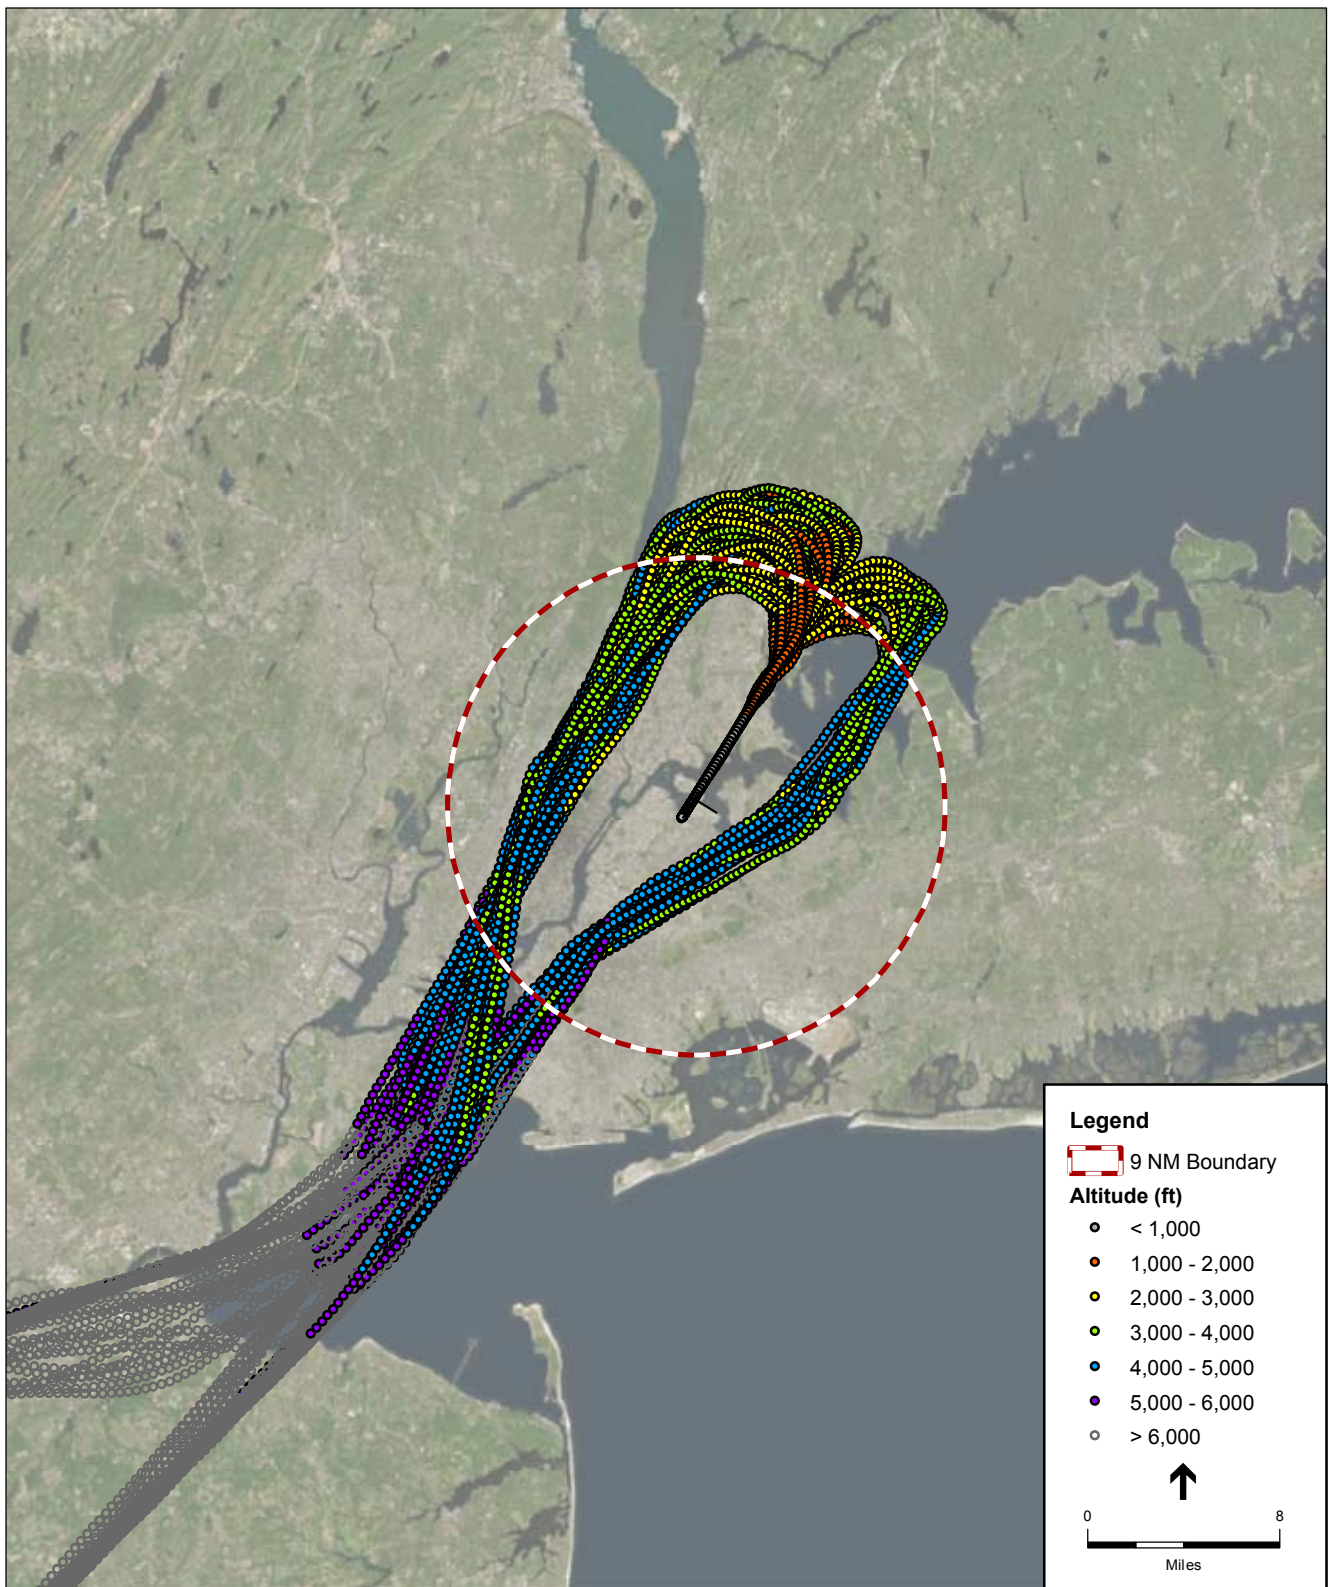 Legend
9 NM Boundary
Altitude (ft)
< 1,000
1,000 - 2,000
2,000 - 3,000
3,000 - 4,000
4,000 - 5,000
5,000 - 6,000
> 6,000
0 8
Miles